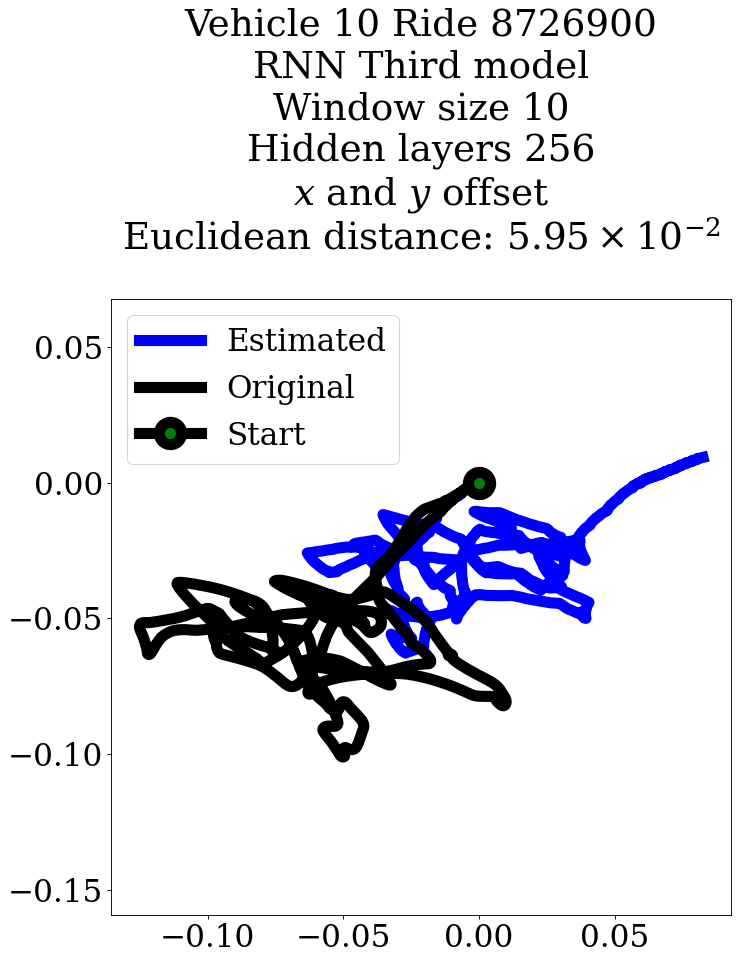 Vehicle 10 Ride 8726900
RNN Third model
Window size 10
Hidden layers 256
x and y offset
Euclidean distance: 5.95 × 10⁻²
Estimated
Original
Start
0.05
0.00
−0.05
−0.10
−0.15
−0.10 −0.05 0.00 0.05